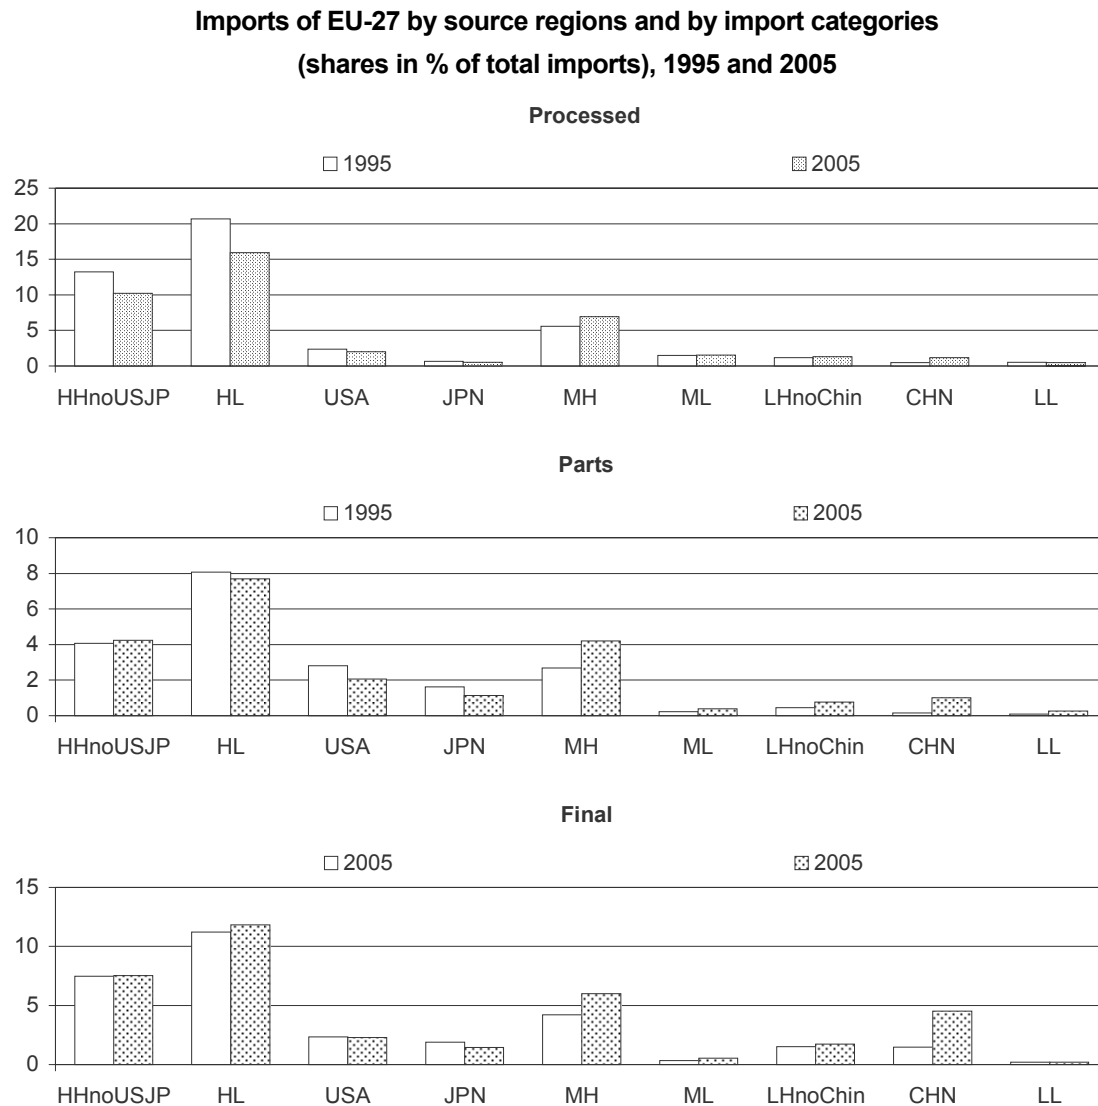 Imports of EU-27 by source regions and by import categories
(shares in % of total imports), 1995 and 2005
Processed
1995 2005
25
20
15
10
5
0
HHnoUSJP HL USA JPN MH ML LHnoChin CHN LL
Parts
1995 2005
10
8
6
4
2
0
HHnoUSJP HL USA JPN MH ML LHnoChin CHN LL
Final
2005 2005
15
10
5
0
HHnoUSJP HL USA JPN MH ML LHnoChin CHN LL